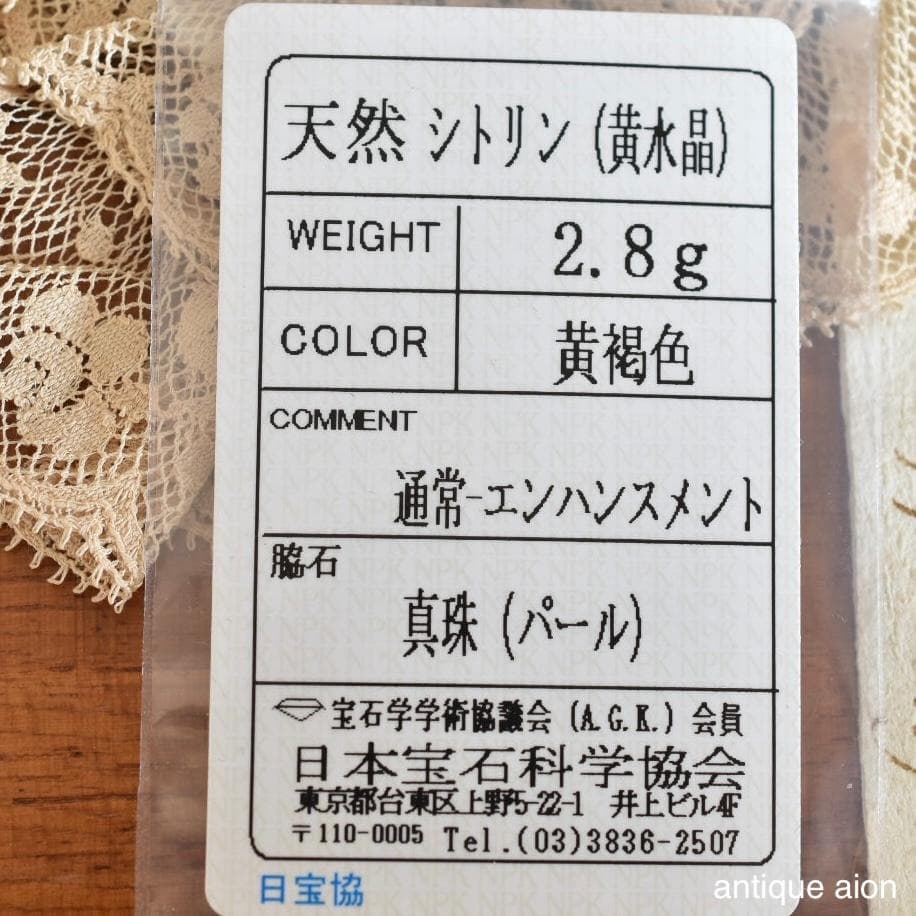 天然 シトリン (黄水晶)
WEIGHT 2.8g
COLOR 黄褐色
COMMENT
通常-エンハンスメント
脇石
真珠 (パール)
宝石学学術協議会 (A.G.K.) 会員
日本宝石科学協会
東京都台東区上野5-22-1 井上ビル4F
〒110-0005 Tel.(03)3836-2507
日宝協
antique aion